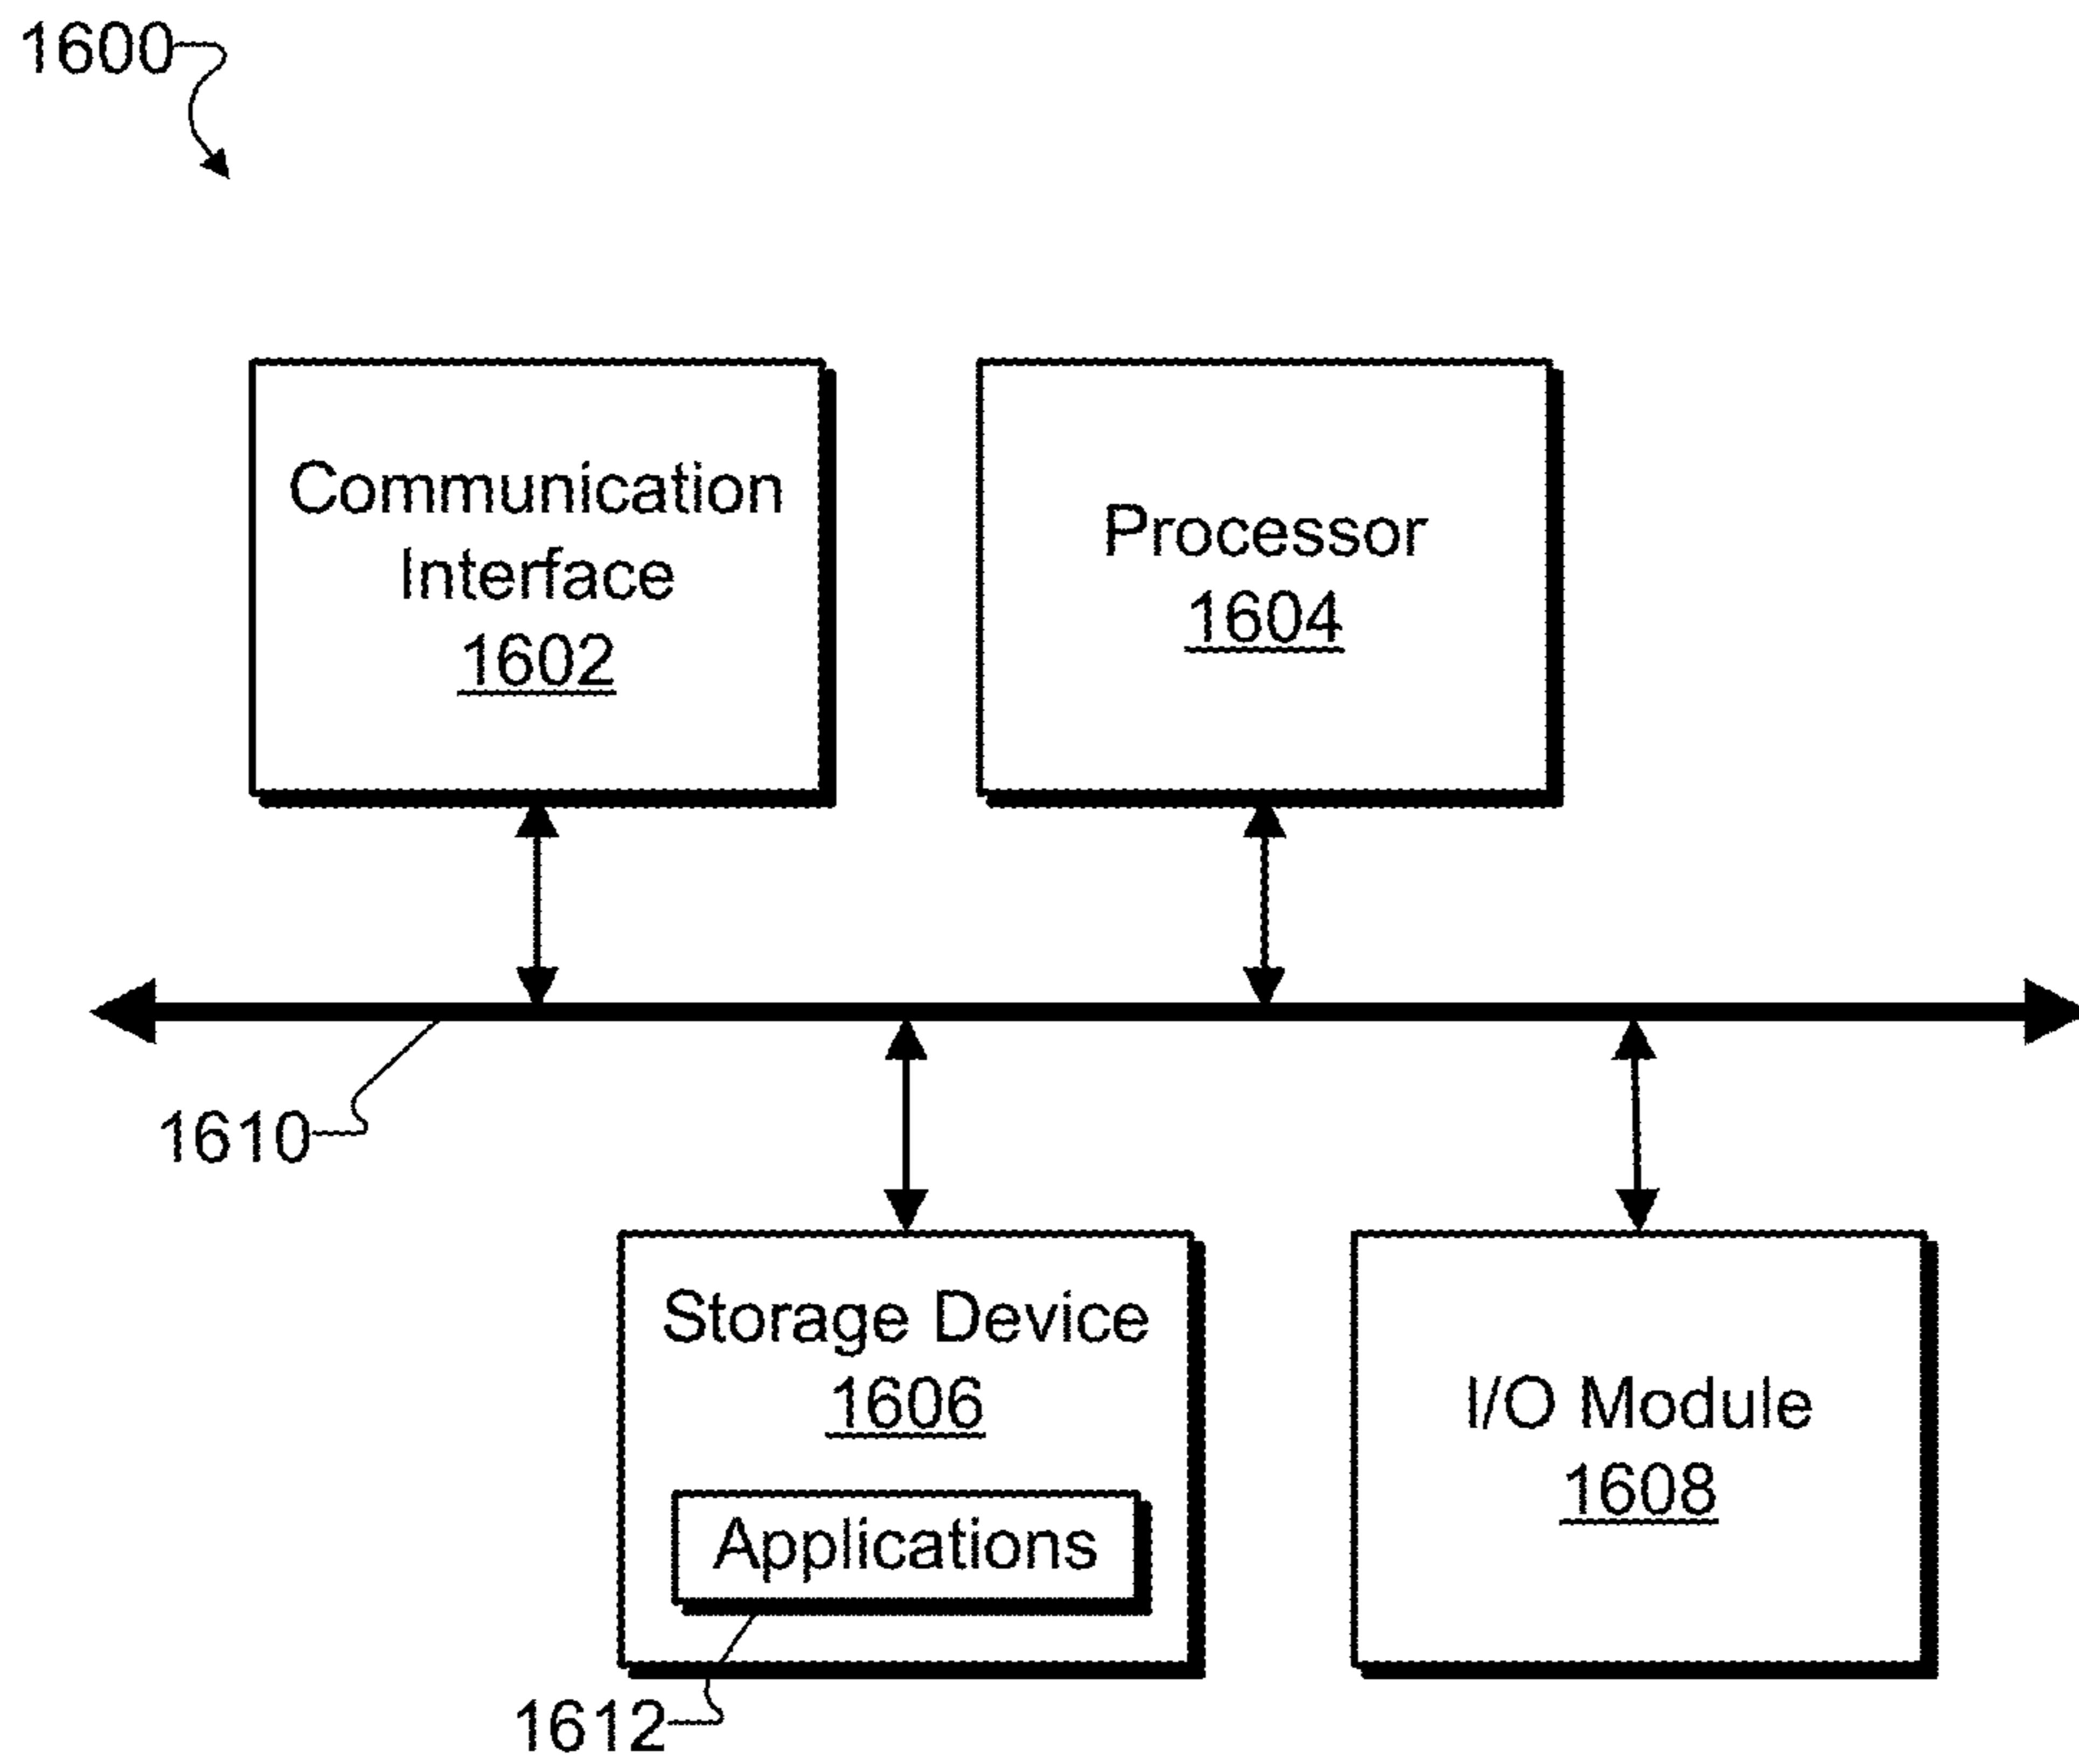 1600
Communication
Interface
1602
Processor
1604
1610
Storage Device
1606
Applications
1612
I/O Module
1608